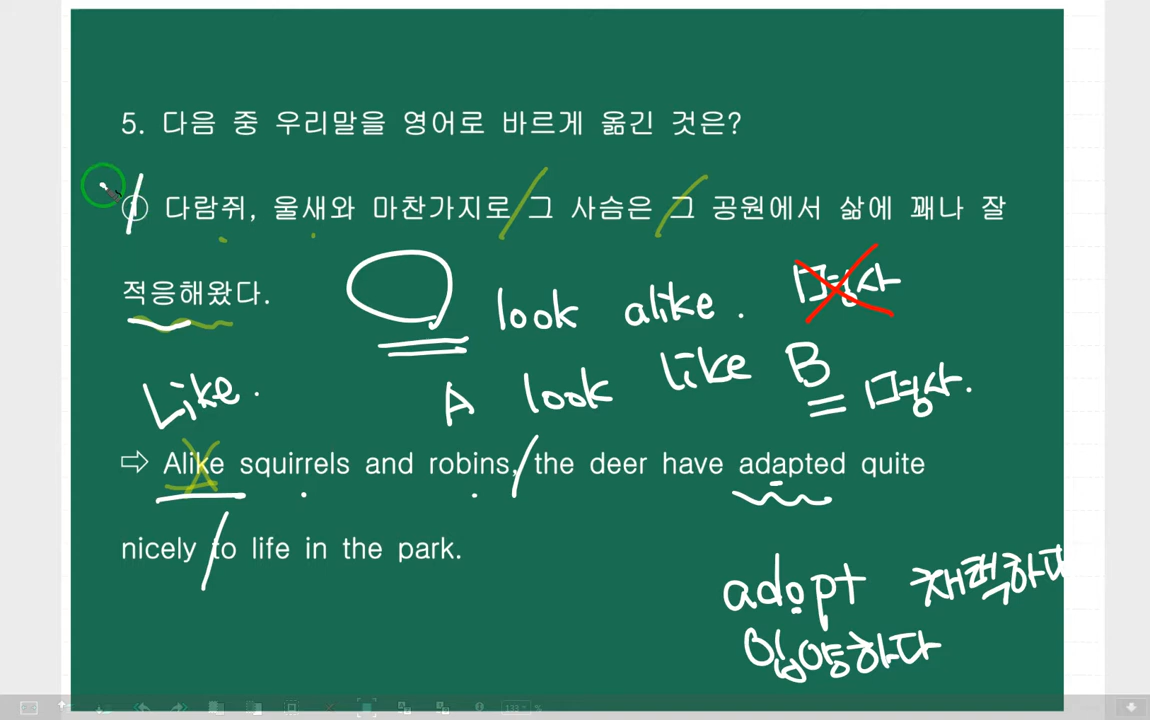 5. 다음 중 우리말을 영어로 바르게 옮긴 것은?
① 다람쥐, 울새와 마찬가지로 그 사슴은 그 공원에서 삶에 꽤나 잘
적응해왔다.
look alike. 명사
Like. A look like B 명사.
⇨ Alike squirrels and robins, the deer have adapted quite
nicely to life in the park.
adopt 채택하다
입양하다
133 %